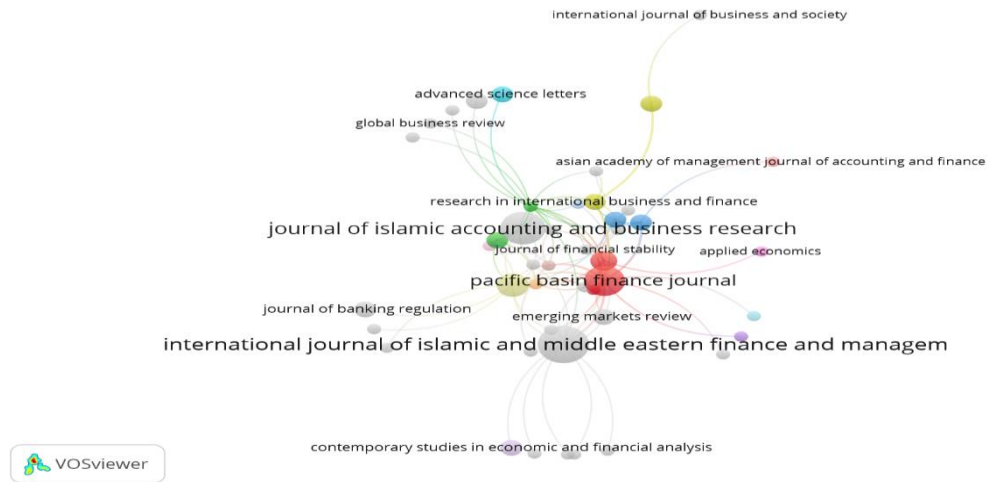 international journal of business and society
advanced science letters
global business review
asian academy of management journal of accounting and finance
research in international business and finance
journal of islamic accounting and business research
journal of financial stability
applied economics
pacific basin finance journal
journal of banking regulation
emerging markets review
international journal of islamic and middle eastern finance and managem
contemporary studies in economic and financial analysis
VOSviewer